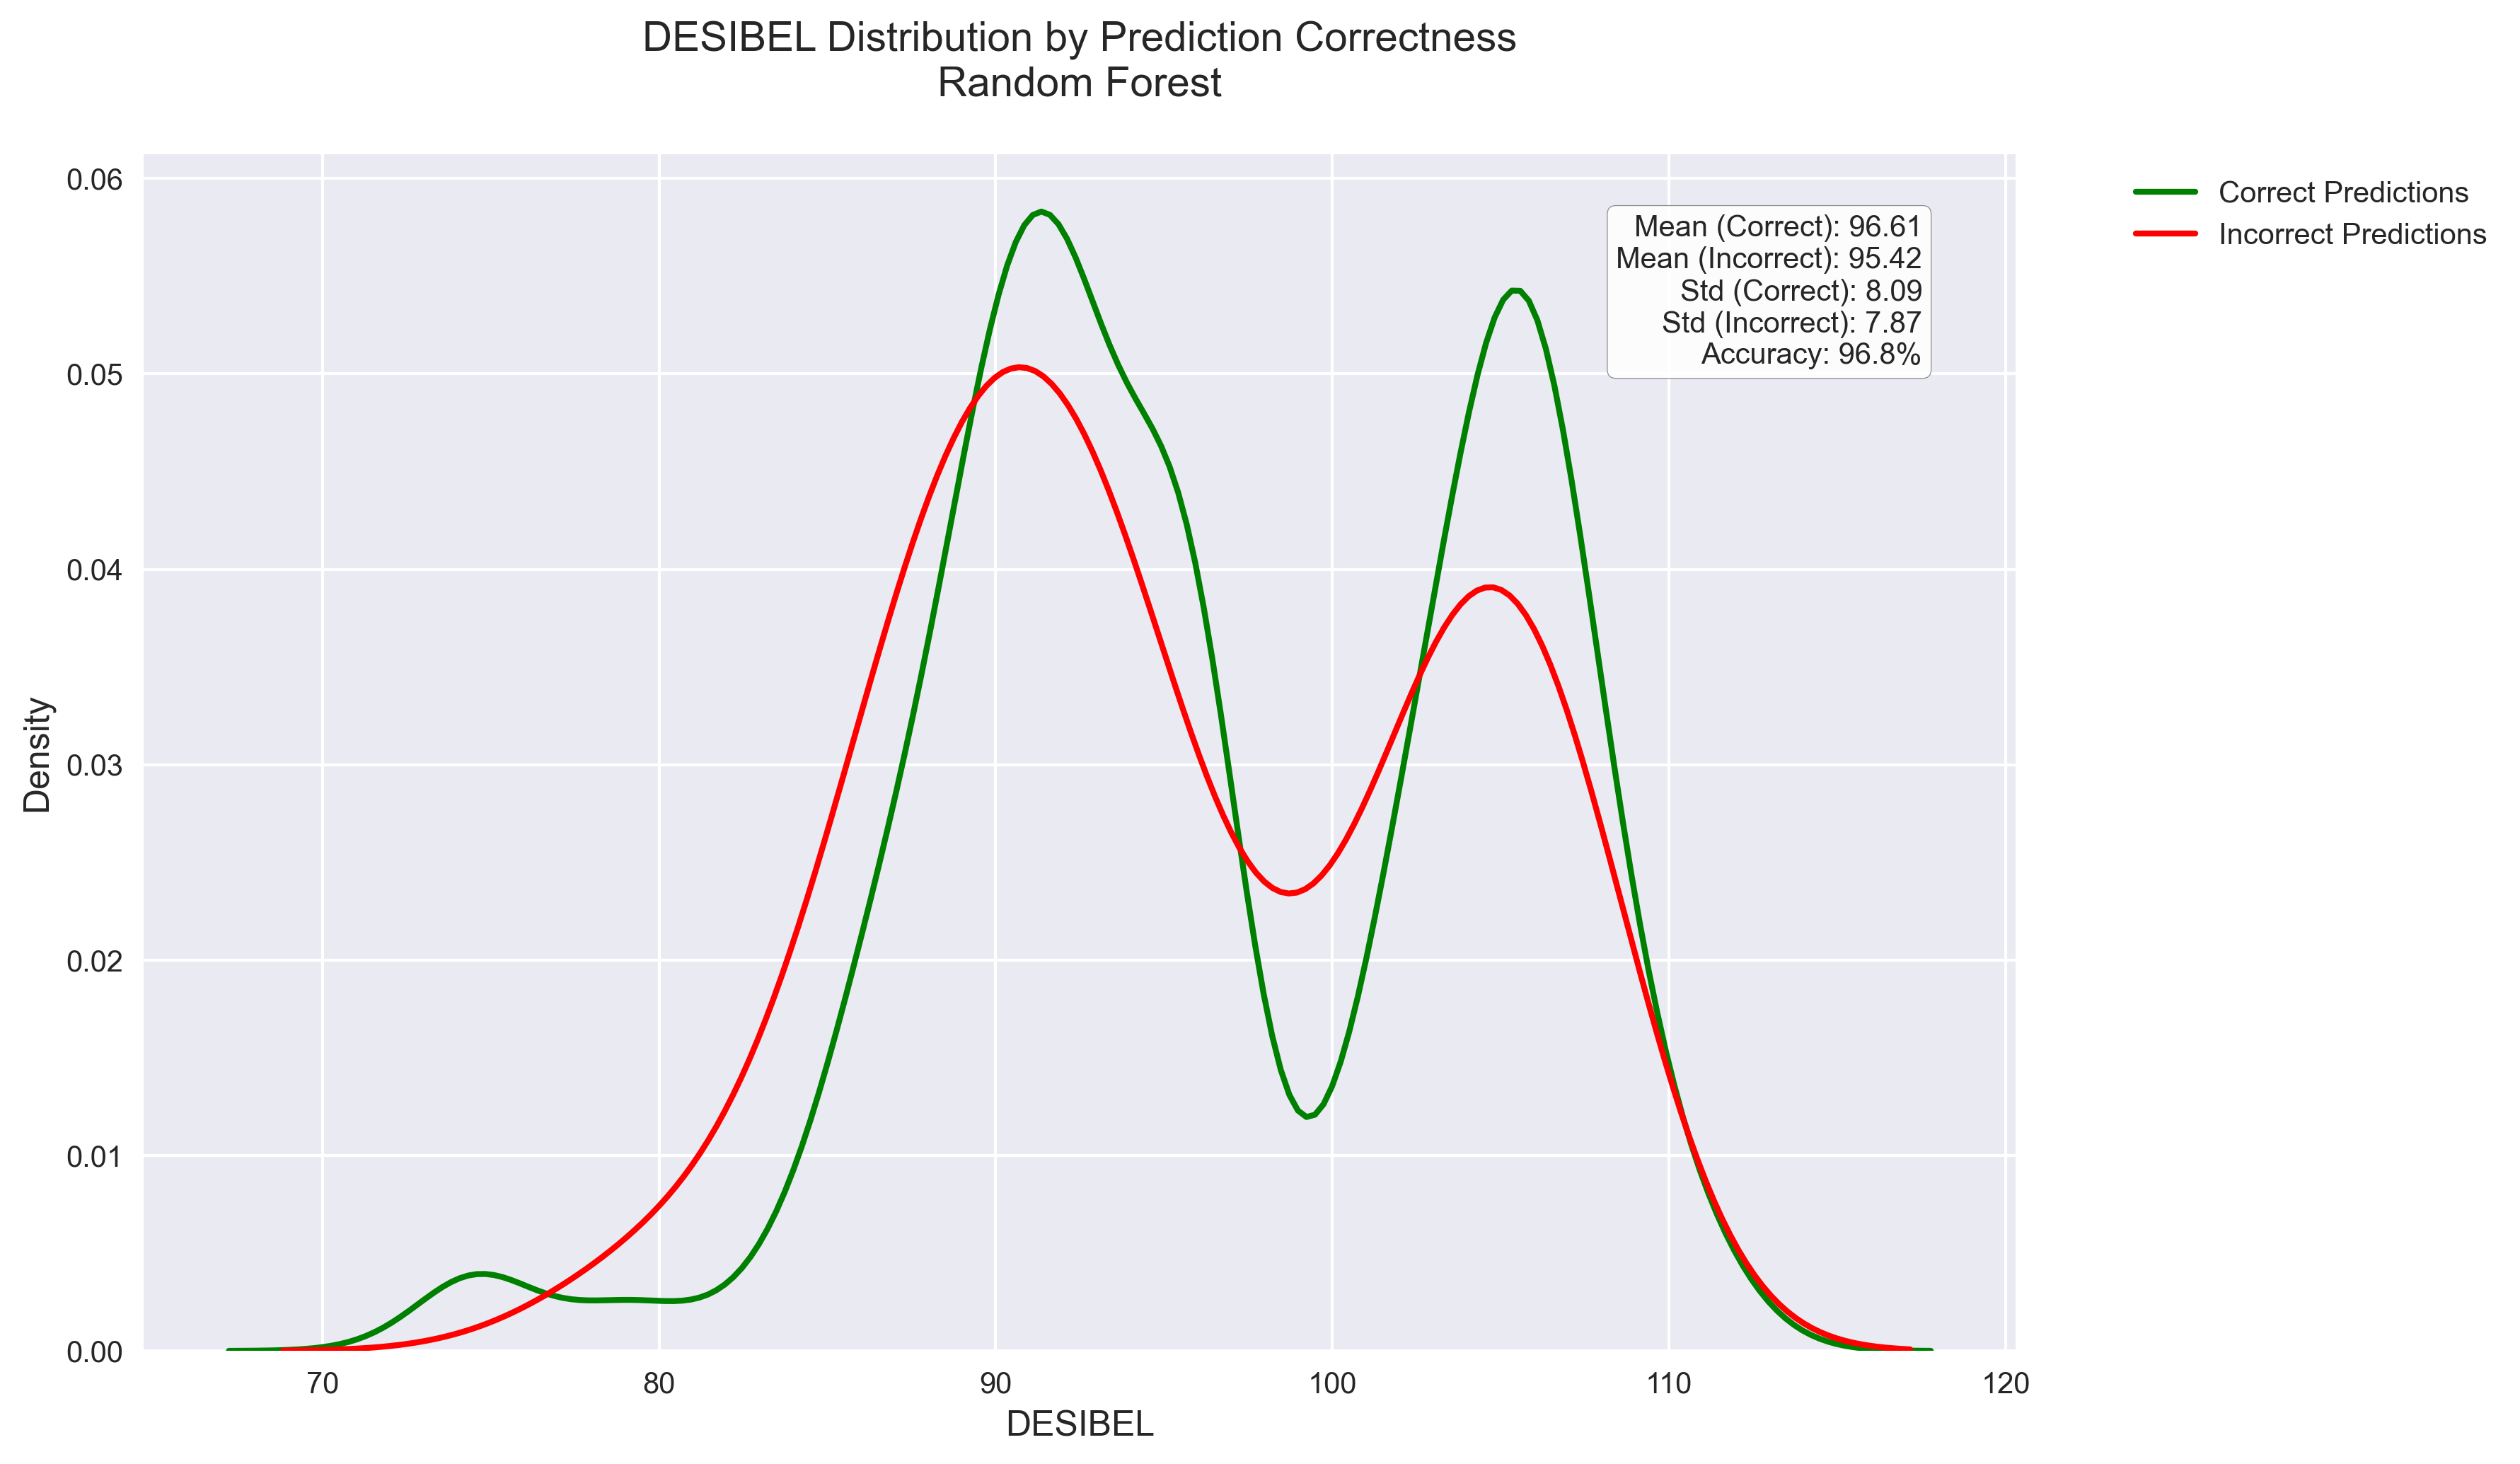 DESIBEL Distribution by Prediction Correctness
Random Forest
Correct Predictions
Incorrect Predictions
Mean (Correct): 96.61
Mean (Incorrect): 95.42
Std (Correct): 8.09
Std (Incorrect): 7.87
Accuracy: 96.8%
Density
0.06
0.05
0.04
0.03
0.02
0.01
0.00
70 80 90 100 110 120
DESIBEL